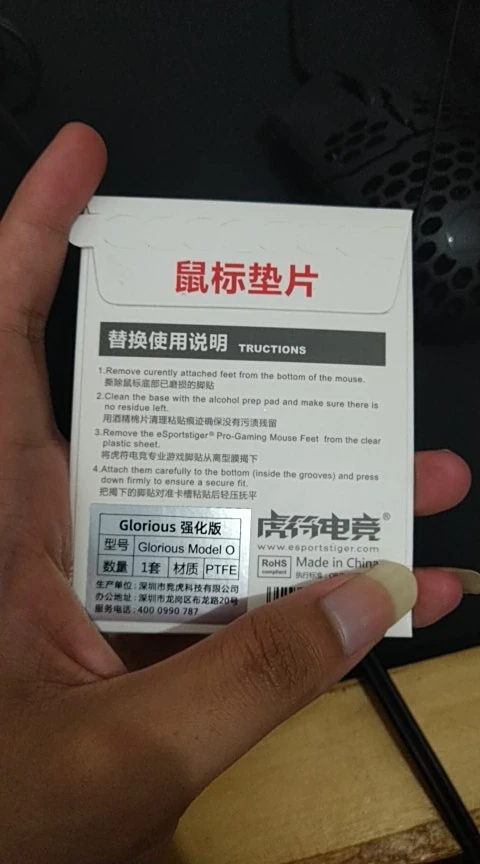 鼠标垫片
替换使用说明 TRUCTIONS
1.Remove curently attached feet from the bottom of the mouse.
撕除鼠标底部已磨损的脚贴
2.Clean the base with the alcohol prep pad and make sure there is
no residue left.
用酒精棉片清理粘贴痕迹确保没有污渍残留
3.Remove the eSportstiger® Pro-Gaming Mouse Feet from the clear
plastic sheet.
将虎符电竞专业游戏脚贴从离型膜揭下
4.Attach them carefully to the bottom (inside the grooves) and press
down firmly to ensure a secure fit.
把揭下的脚贴对准卡槽粘贴后轻压抚平
Glorious 强化版
型号 Glorious Model O
数量 1套 材质 PTFE
生产单位:深圳市竞虎科技有限公司
办公地址:深圳市龙岗区布龙路20号
服务电话:400 0990 787
虎符电竞®
www.esportstiger.com
RoHS
compliant
Made in China
执行标准: